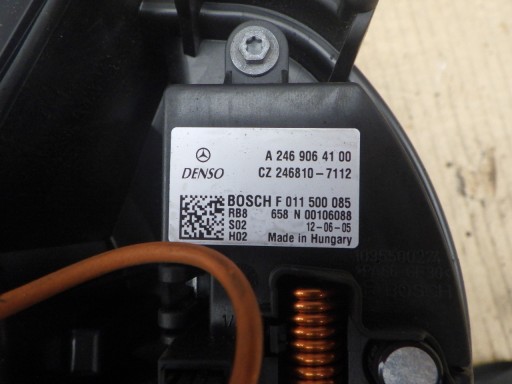 A 246 906 41 00
DENSO CZ 246810-7112
BOSCH F 011 500 085
RB8 658 N 00106088
S02 12-06-05
H02 Made in Hungary